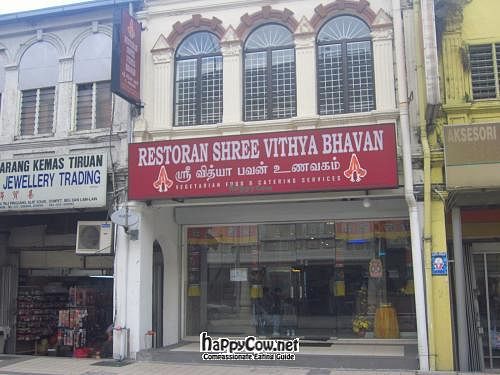 RESTORAN SHREE VITHYA BHAVAN
ஸ்ரீ வித்யா பவன் உணவகம்
VEGETARIAN FOOD & CATERING SERVICES
ARANG KEMAS TIRUAN
JEWELLERY TRADING
AKSESORI
happyCow.net
Compassionate Eating Guide